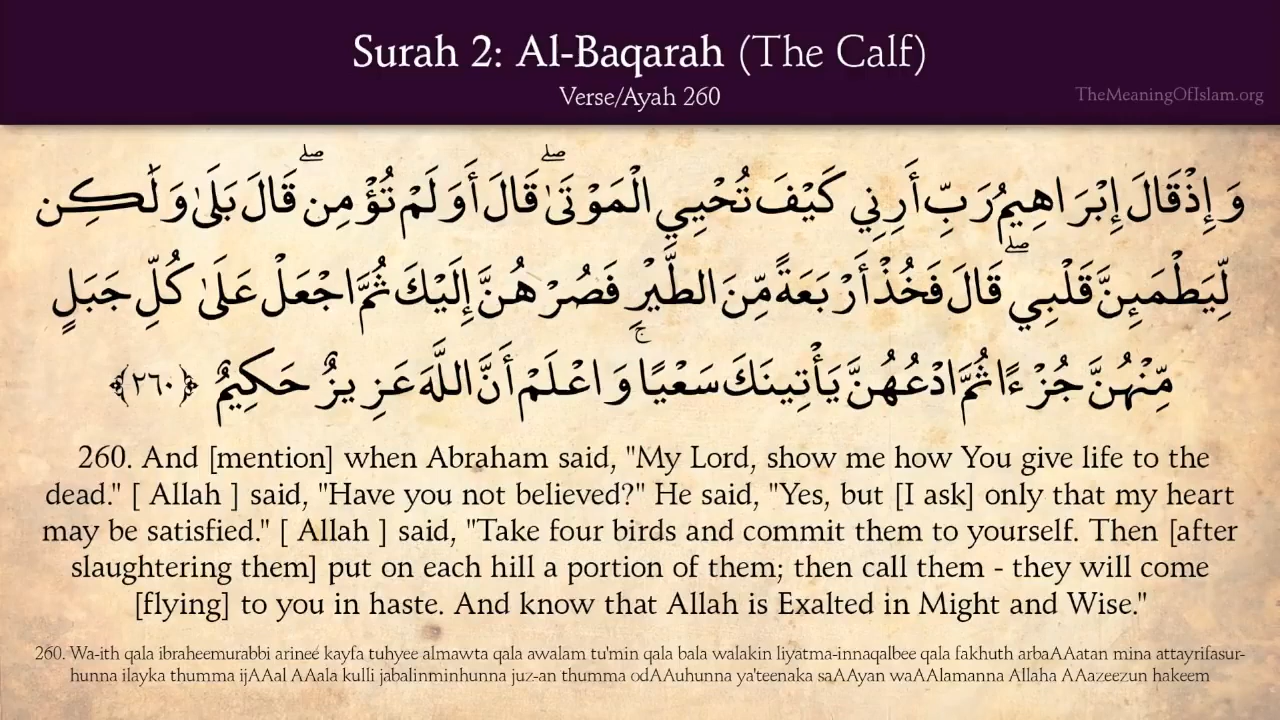 Surah 2: Al-Baqarah (The Calf)
Verse/Ayah 260
TheMeaningOfIslam.org
وَإِذْ قَالَ إِبْرَاهِيمُ رَبِّ أَرِنِي كَيْفَ تُحْيِي الْمَوْتَىٰ ۖ قَالَ أَوَلَمْ تُؤْمِن ۖ قَالَ بَلَىٰ وَلَٰكِن
لِّيَطْمَئِنَّ قَلْبِي ۖ قَالَ فَخُذْ أَرْبَعَةً مِّنَ الطَّيْرِ فَصُرْهُنَّ إِلَيْكَ ثُمَّ اجْعَلْ عَلَىٰ كُلِّ جَبَلٍ
مِّنْهُنَّ جُزْءًا ثُمَّ ادْعُهُنَّ يَأْتِينَكَ سَعْيًا ۚ وَاعْلَمْ أَنَّ اللَّهَ عَزِيزٌ حَكِيمٌ ﴿٢٦٠﴾
260. And [mention] when Abraham said, "My Lord, show me how You give life to the
dead." [ Allah ] said, "Have you not believed?" He said, "Yes, but [I ask] only that my heart
may be satisfied." [ Allah ] said, "Take four birds and commit them to yourself. Then [after
slaughtering them] put on each hill a portion of them; then call them - they will come
[flying] to you in haste. And know that Allah is Exalted in Might and Wise."
260. Wa-ith qala ibraheemurabbi arinee kayfa tuhyee almawta qala awalam tu'min qala bala walakin liyatma-innaqalbee qala fakhuth arbaAAatan mina attayrifasur-
hunna ilayka thumma ijAAal AAala kulli jabalinminhunna juz-an thumma odAAuhunna ya'teenaka saAAyan waAAlamanna Allaha AAazeezun hakeem